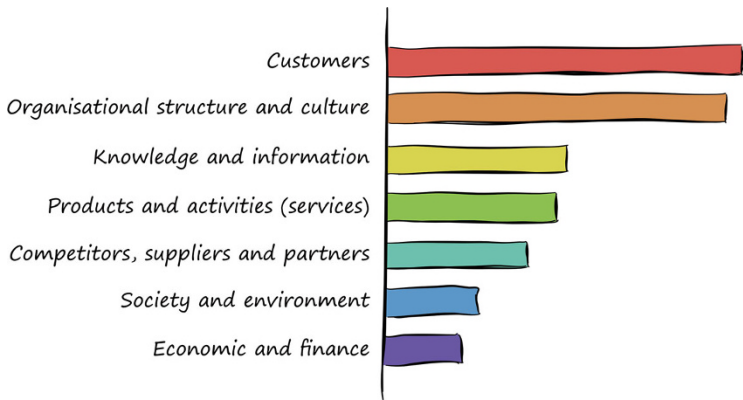 Customers
Organisational structure and culture
Knowledge and information
Products and activities (services)
Competitors, suppliers and partners
Society and environment
Economic and finance